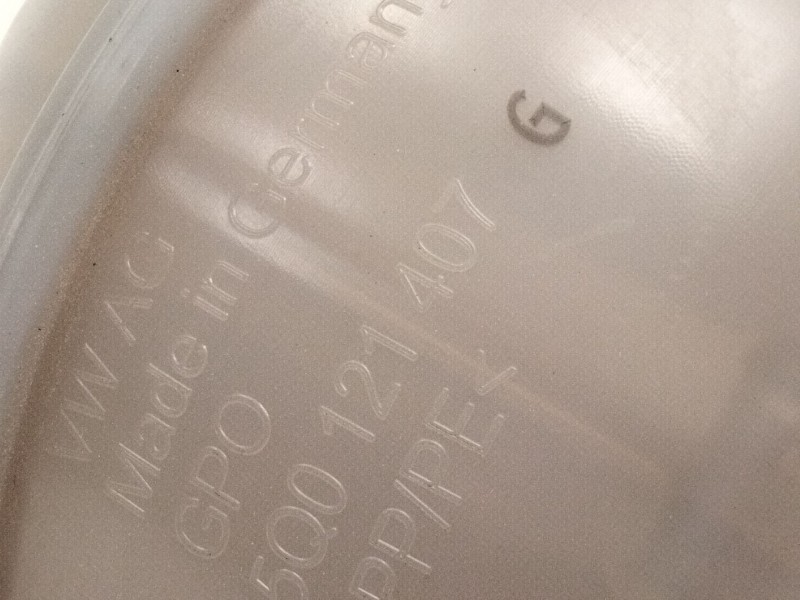 VW AG
Made in Germany
GPO
5Q0 121 407
G
PP/PE